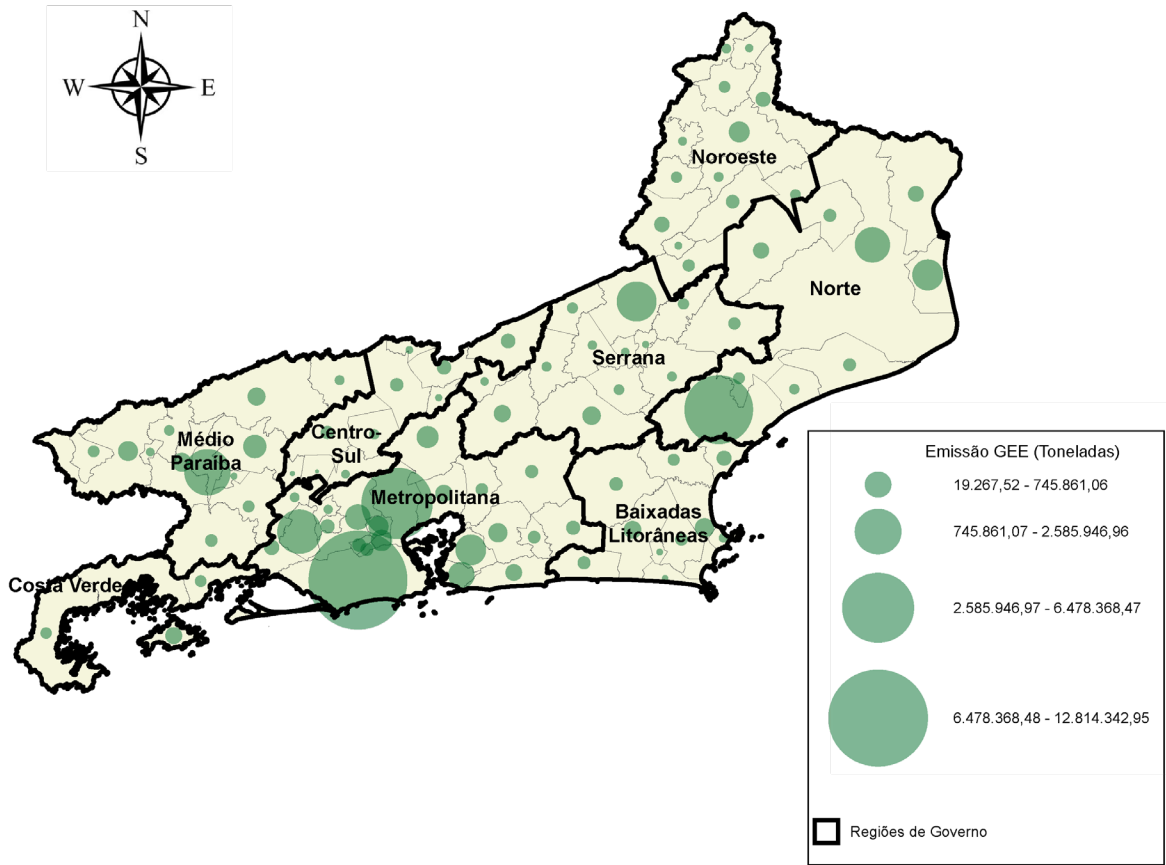 N
W
E
S
Noroeste
Norte
Serrana
Médio
Paraíba
Centro-
Sul
Metropolitana
Baixadas
Litorâneas
Costa Verde
Emissão GEE (Toneladas)
19.267,52 - 745.861,06
745.861,07 - 2.585.946,96
2.585.946,97 - 6.478.368,47
6.478.368,48 - 12.814.342,95
Regiões de Governo